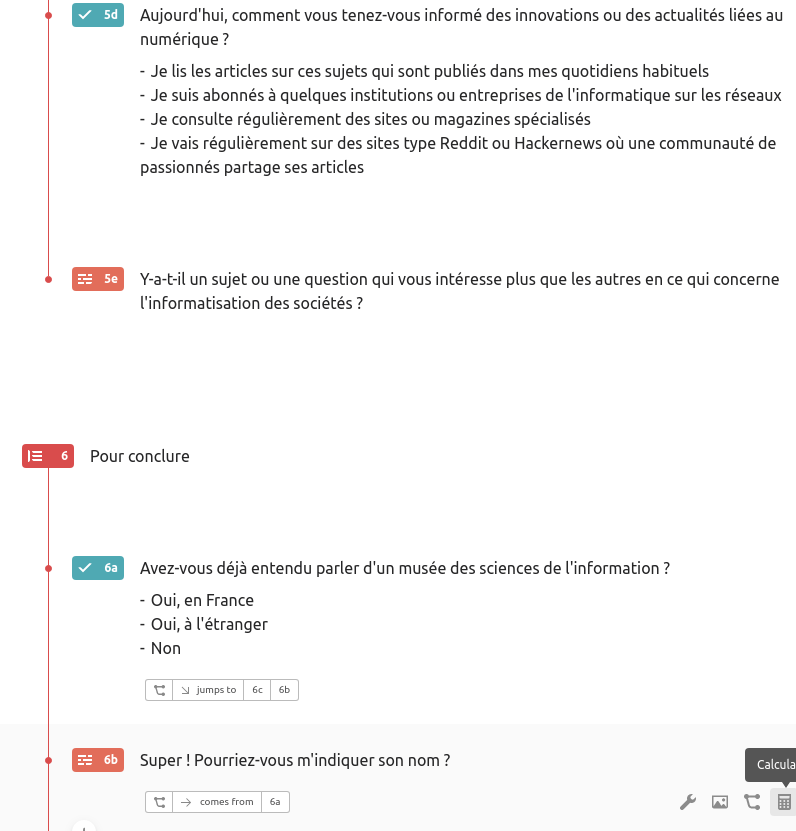 5d Aujourd'hui, comment vous tenez-vous informé des innovations ou des actualités liées au
numérique ?
- Je lis les articles sur ces sujets qui sont publiés dans mes quotidiens habituels
- Je suis abonnés à quelques institutions ou entreprises de l'informatique sur les réseaux
- Je consulte régulièrement des sites ou magazines spécialisés
- Je vais régulièrement sur des sites type Reddit ou Hackernews où une communauté de
passionnés partage ses articles
5e Y-a-t-il un sujet ou une question qui vous intéresse plus que les autres en ce qui concerne
l'informatisation des sociétés ?
6 Pour conclure
6a Avez-vous déjà entendu parler d'un musée des sciences de l'information ?
- Oui, en France
- Oui, à l'étranger
- Non
jumps to 6c 6b
6b Super ! Pourriez-vous m'indiquer son nom ?
Calcula
comes from 6a